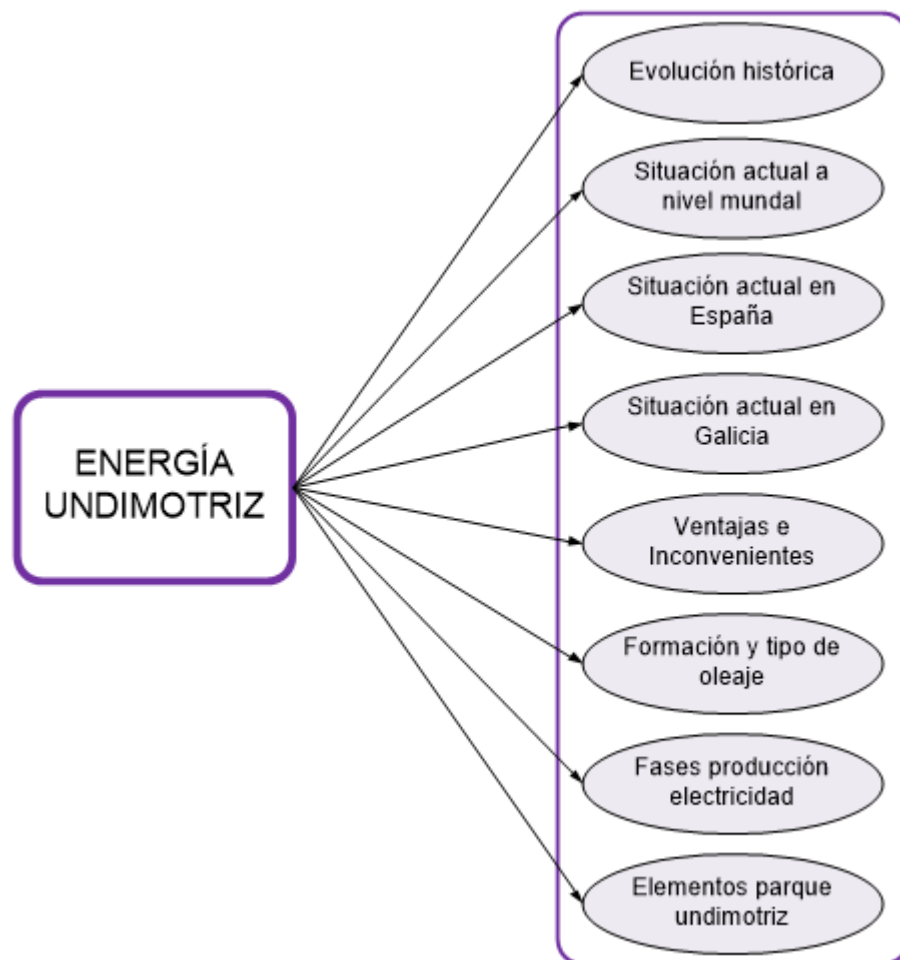 Evolución histórica
Situación actual a
nivel mundal
Situación actual en
España
Situación actual en
Galicia
ENERGÍA
UNDIMOTRIZ
Ventajas e
Inconvenientes
Formación y tipo de
oleaje
Fases producción
electricidad
Elementos parque
undimotriz